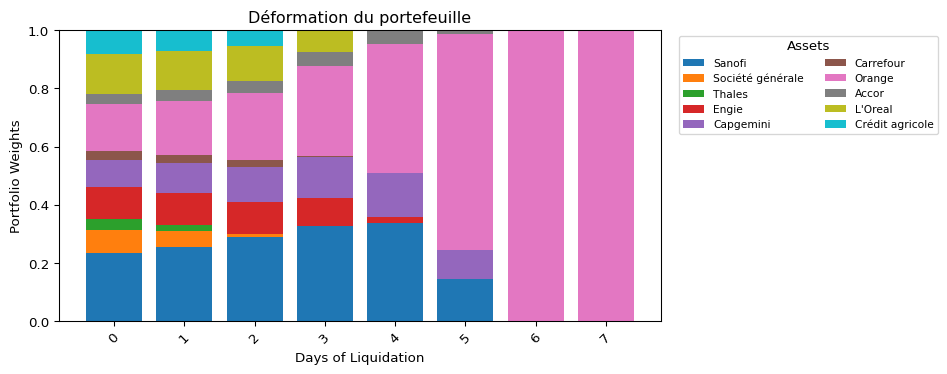 Déformation du portefeuille
Portfolio Weights
1.0
0.8
0.6
0.4
0.2
0.0
0 1 2 3 4 5 6 7
Days of Liquidation
Assets
Sanofi
Société générale
Thales
Engie
Capgemini
Carrefour
Orange
Accor
L'Oreal
Crédit agricole